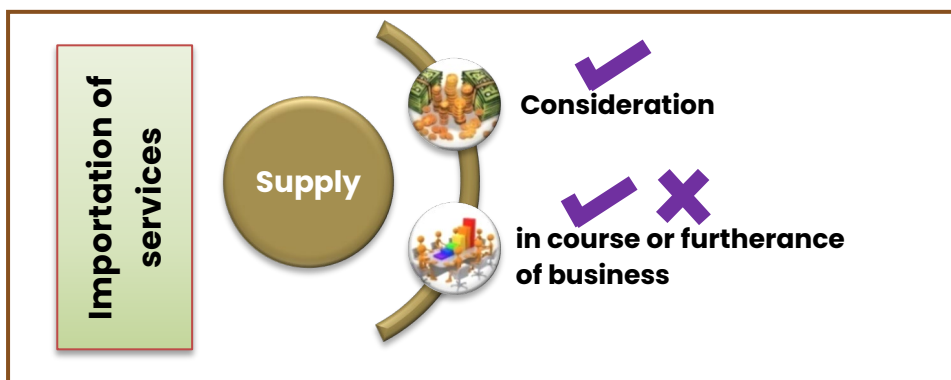 Importation of
services
Supply
Consideration
in course or furtherance
of business